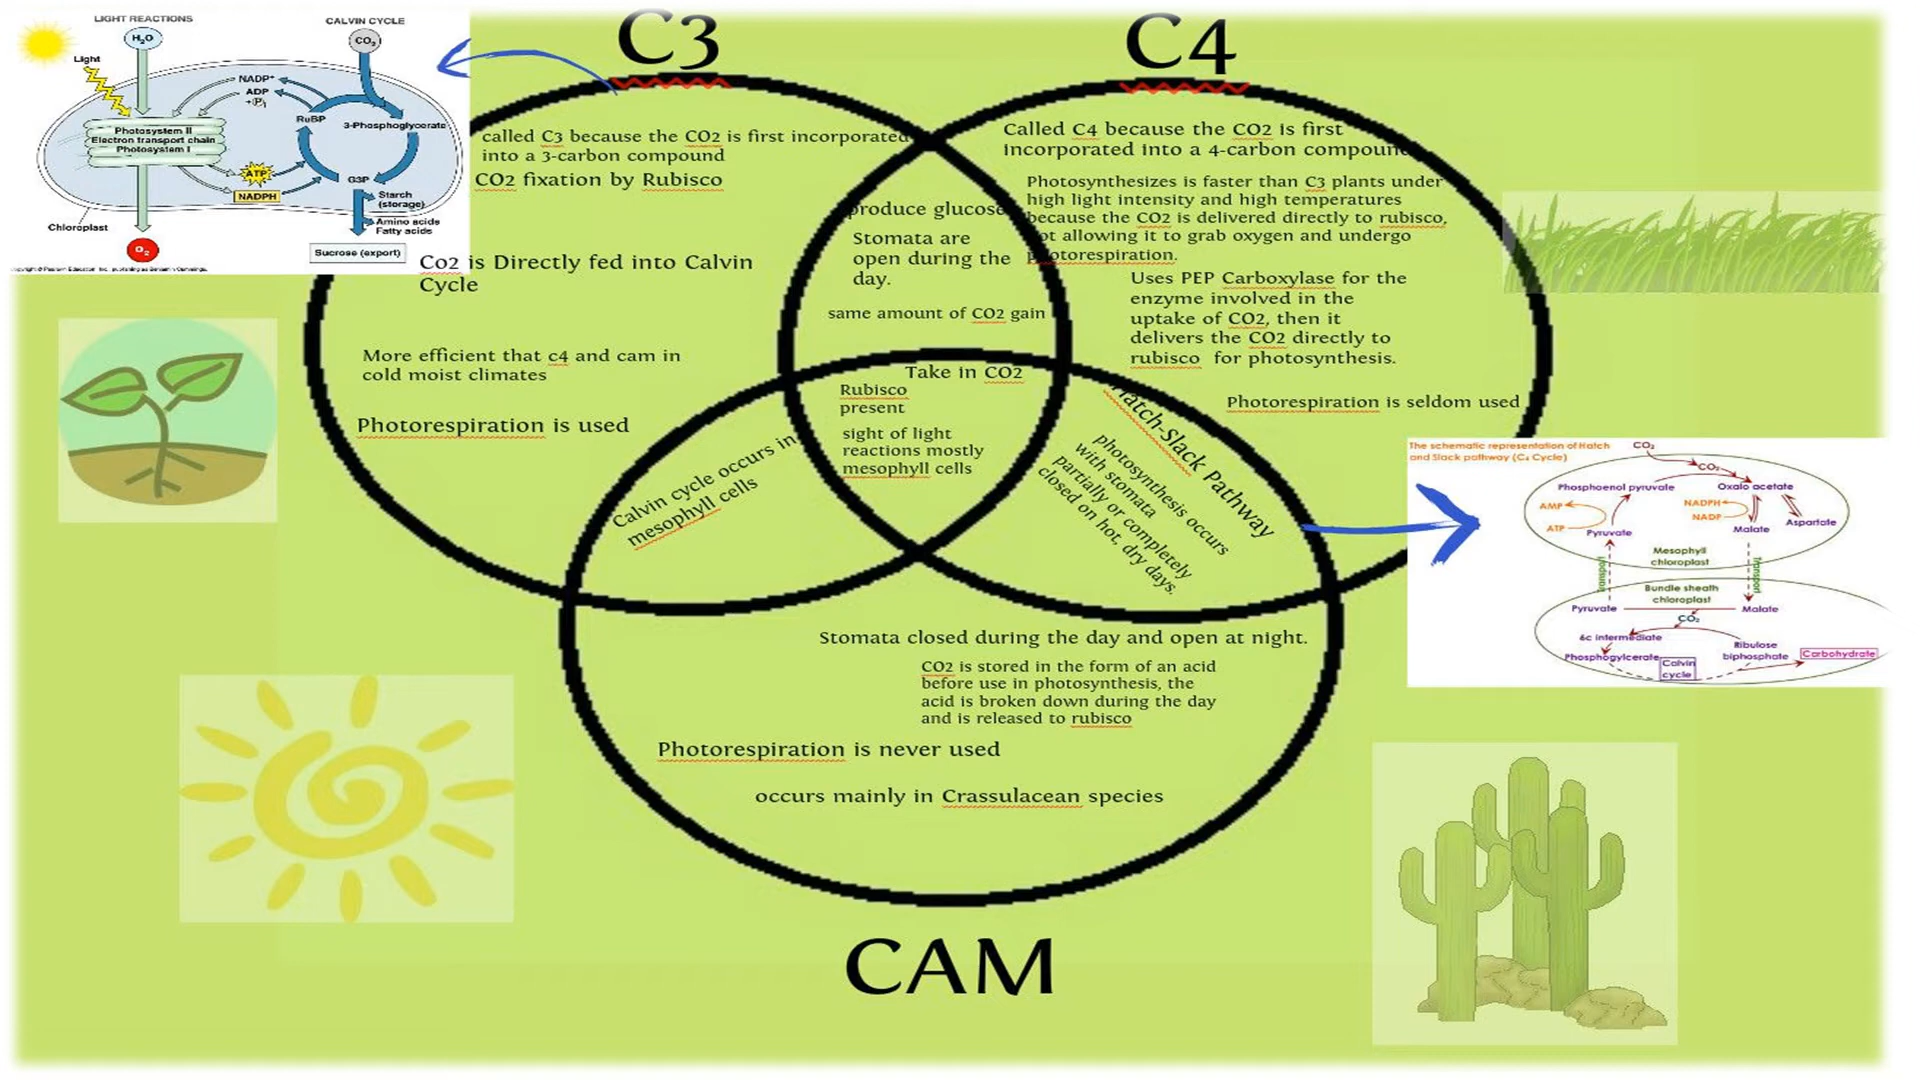 LIGHT REACTIONS
CALVIN CYCLE
H₂O
CO₂
Light
NADP⁺
ADP
+ Pᵢ
RuBP
3-Phosphoglycerate
Photosystem II
Electron transport chain
Photosystem I
ATP
NADPH
G3P
Starch
(storage)
Amino acids
Fatty acids
Chloroplast
O₂
Sucrose (export)
C3
called C3 because the CO2 is first incorporated
into a 3-carbon compound
CO2 fixation by Rubisco
Co2 is Directly fed into Calvin
Cycle
More efficient that c4 and cam in
cold moist climates
Photorespiration is used
C4
Called C4 because the CO2 is first
incorporated into a 4-carbon compound
Photosynthesizes is faster than C3 plants under
high light intensity and high temperatures
because the CO2 is delivered directly to rubisco,
not allowing it to grab oxygen and undergo
photorespiration.
Uses PEP Carboxylase for the
enzyme involved in the
uptake of CO2, then it
delivers the CO2 directly to
rubisco for photosynthesis.
Photorespiration is seldom used
produce glucose
Stomata are
open during the
day.
same amount of CO2 gain
Take in CO2
Rubisco
present
sight of light
reactions mostly
mesophyll cells
Calvin cycle occurs in
mesophyll cells
Hatch-Slack Pathway
photosynthesis occurs
with stomata
partially or completely
closed on hot, dry days.
The schematic representation of Hatch
and Slack pathway (C₄ Cycle)
CO₂
CO₂
Phosphoenol pyruvate
Oxalo acetate
AMP
ATP
NADPH
NADP
Pyruvate
Malate
Aspartate
Mesophyll
chloroplast
Transport
Transport
Bundle sheath
chloroplast
Pyruvate
Malate
CO₂
6c intermediate
Ribulose
biphosphate
Phosphogylcerate
Carbohydrate
Calvin
cycle
Stomata closed during the day and open at night.
CO2 is stored in the form of an acid
before use in photosynthesis, the
acid is broken down during the day
and is released to rubisco
Photorespiration is never used
occurs mainly in Crassulacean species
CAM